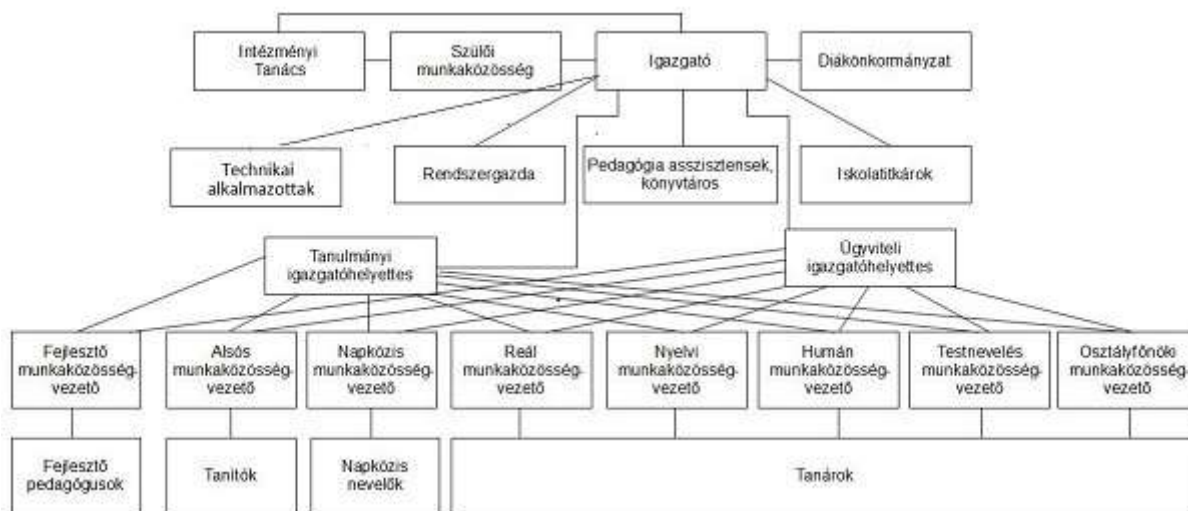 Intézményi
Tanács
Szülői
munkaközösség
Igazgató
Diákönkormányzat
Technikai
alkalmazottak
Rendszergazda
Pedagógia asszisztensek,
könyvtáros
Iskolatitkárok
Tanulmányi
igazgatóhelyettes
Ügyviteli
igazgatóhelyettes
Fejlesztő
munkaközösség-
vezető
Alsós
munkaközösség-
vezető
Napközis
munkaközösség-
vezető
Reál
munkaközösség-
vezető
Nyelvi
munkaközösség-
vezető
Humán
munkaközösség-
vezető
Testnevelés
munkaközösség-
vezető
Osztályfőnöki
munkaközösség-
vezető
Fejlesztő
pedagógusok
Tanítók
Napközis
nevelők
Tanárok